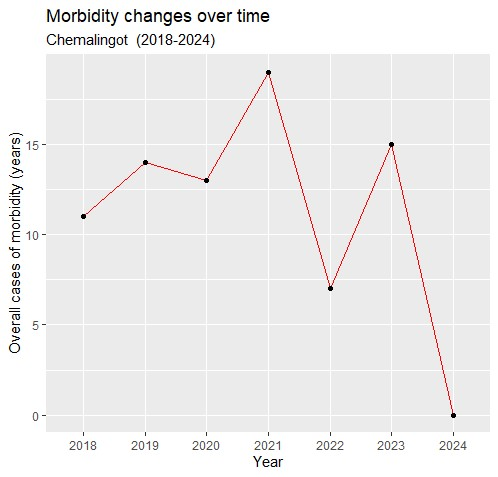 Morbidity changes over time
Chemalingot (2018-2024)
Overall cases of morbidity (years)
15
10
5
0
2018 2019 2020 2021 2022 2023 2024
Year